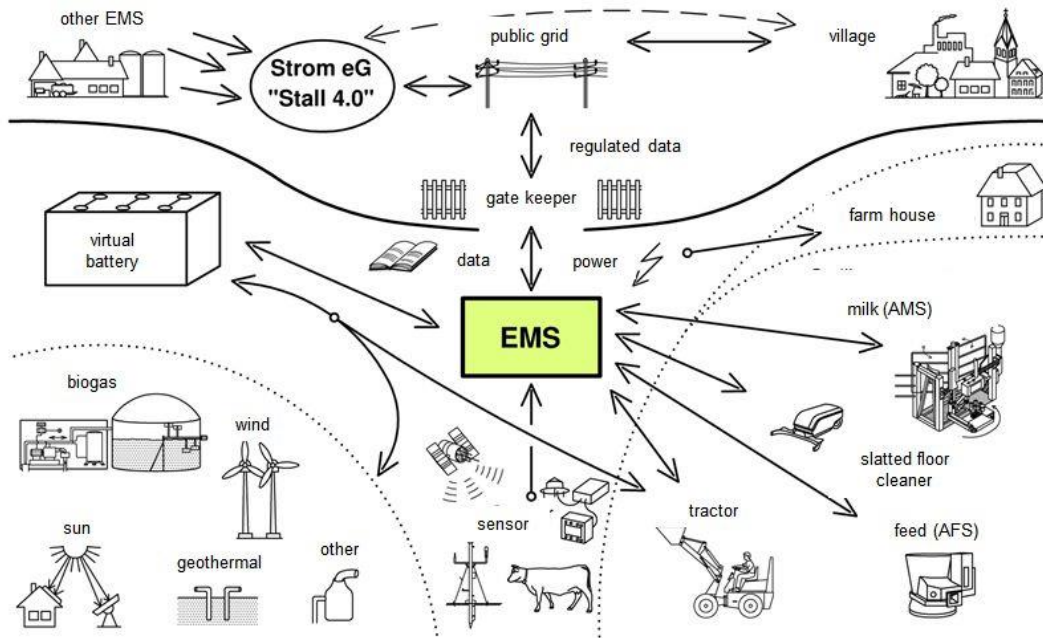 other EMS
public grid
village
Strom eG
"Stall 4.0"
regulated data
gate keeper
farm house
virtual
battery
data
power
milk (AMS)
EMS
biogas
wind
slatted floor
cleaner
sun
geothermal
other
sensor
tractor
feed (AFS)